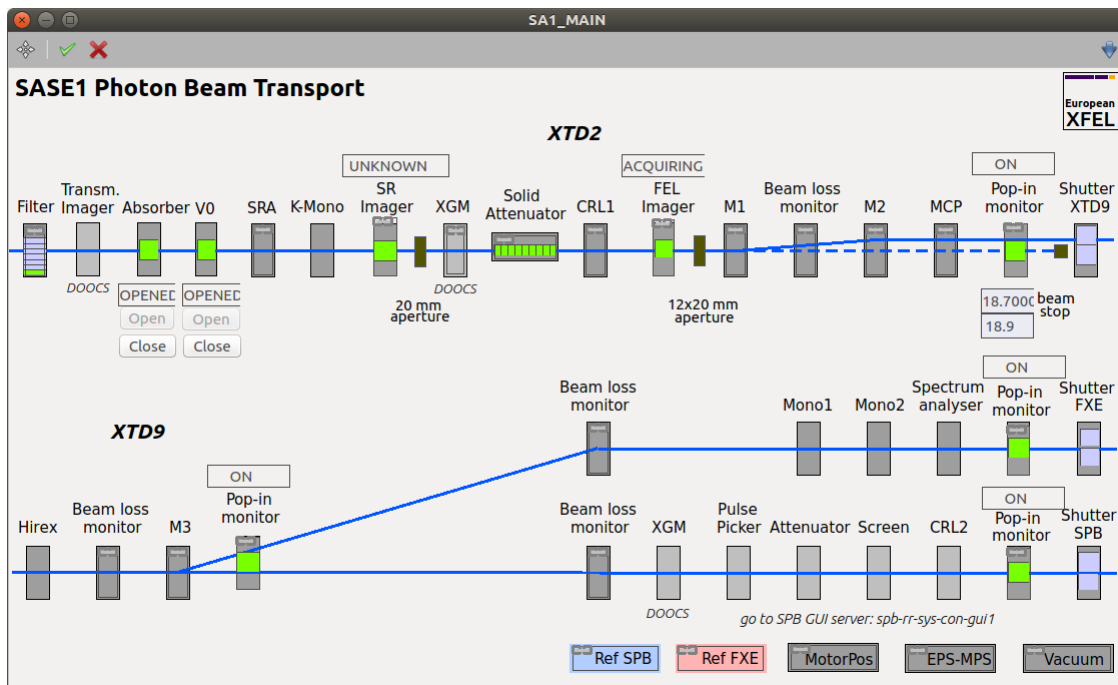 SA1_MAIN
SASE1 Photon Beam Transport
European
XFEL
XTD2
UNKNOWN
ACQUIRING
ON
Filter
Transm.
Imager
Absorber
V0
SRA
K-Mono
SR
Imager
XGM
Solid
Attenuator
CRL1
FEL
Imager
M1
Beam loss
monitor
M2
MCP
Pop-in
monitor
Shutter
XTD9
DOOCS
OPENED
OPENED
Open
Open
Close
Close
20 mm
aperture
DOOCS
12x20 mm
aperture
18.7000
18.9
beam
stop
XTD9
ON
Beam loss
monitor
Mono1
Mono2
Spectrum
analyser
Pop-in
monitor
Shutter
FXE
ON
Hirex
Beam loss
monitor
M3
Pop-in
monitor
ON
Beam loss
monitor
XGM
Pulse
Picker
Attenuator
Screen
CRL2
Pop-in
monitor
Shutter
SPB
DOOCS
go to SPB GUI server: spb-rr-sys-con-gui1
Ref SPB
Ref FXE
MotorPos
EPS-MPS
Vacuum